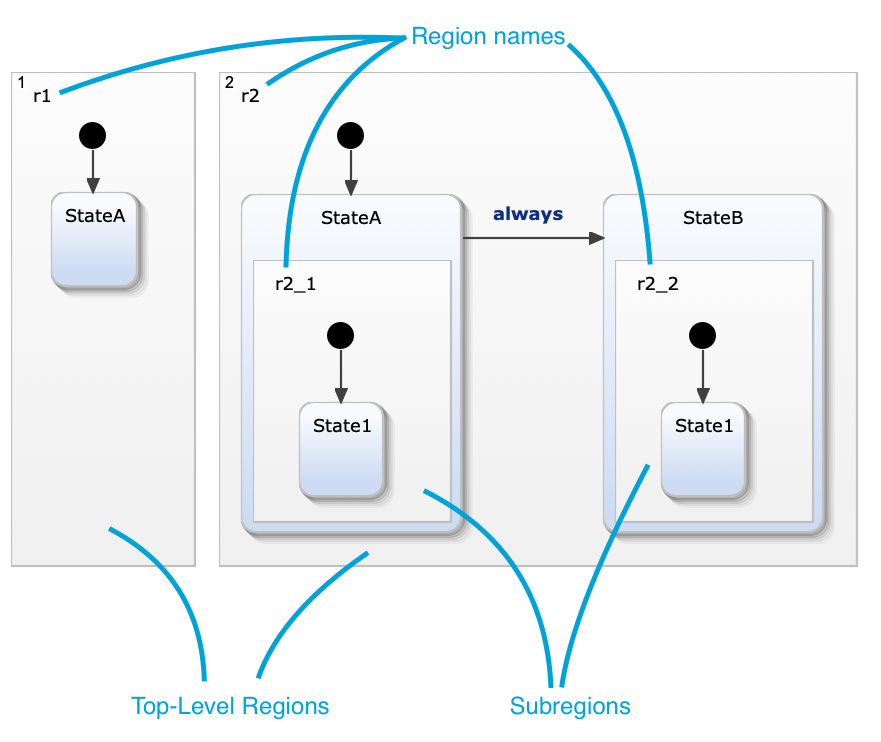 Region names
1
r1
2
r2
StateA
StateA
always
StateB
r2_1
r2_2
State1
State1
Top-Level Regions
Subregions